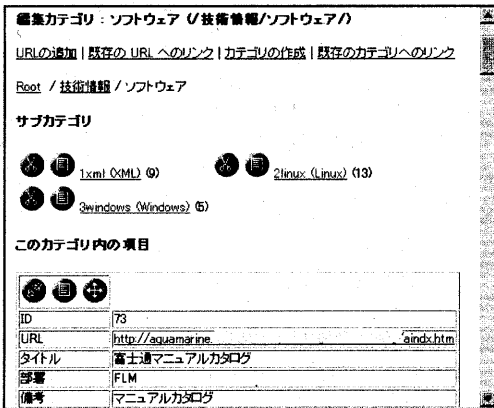 編集カテゴリ : ソフトウェア (/技術情報/ソフトウェア/)
URLの追加 | 既存の URL へのリンク | カテゴリの作成 | 既存のカテゴリへのリンク
Root / 技術情報 / ソフトウェア
サブカテゴリ
1xml (XML) (9) 2linux (Linux) (13)
3windows (Windows) (5)
このカテゴリ内の項目
ID 73
URL http://aquamarine. aindx.htm
タイトル 富士通マニュアルカタログ
部署 FLM
備考 マニュアルカタログ